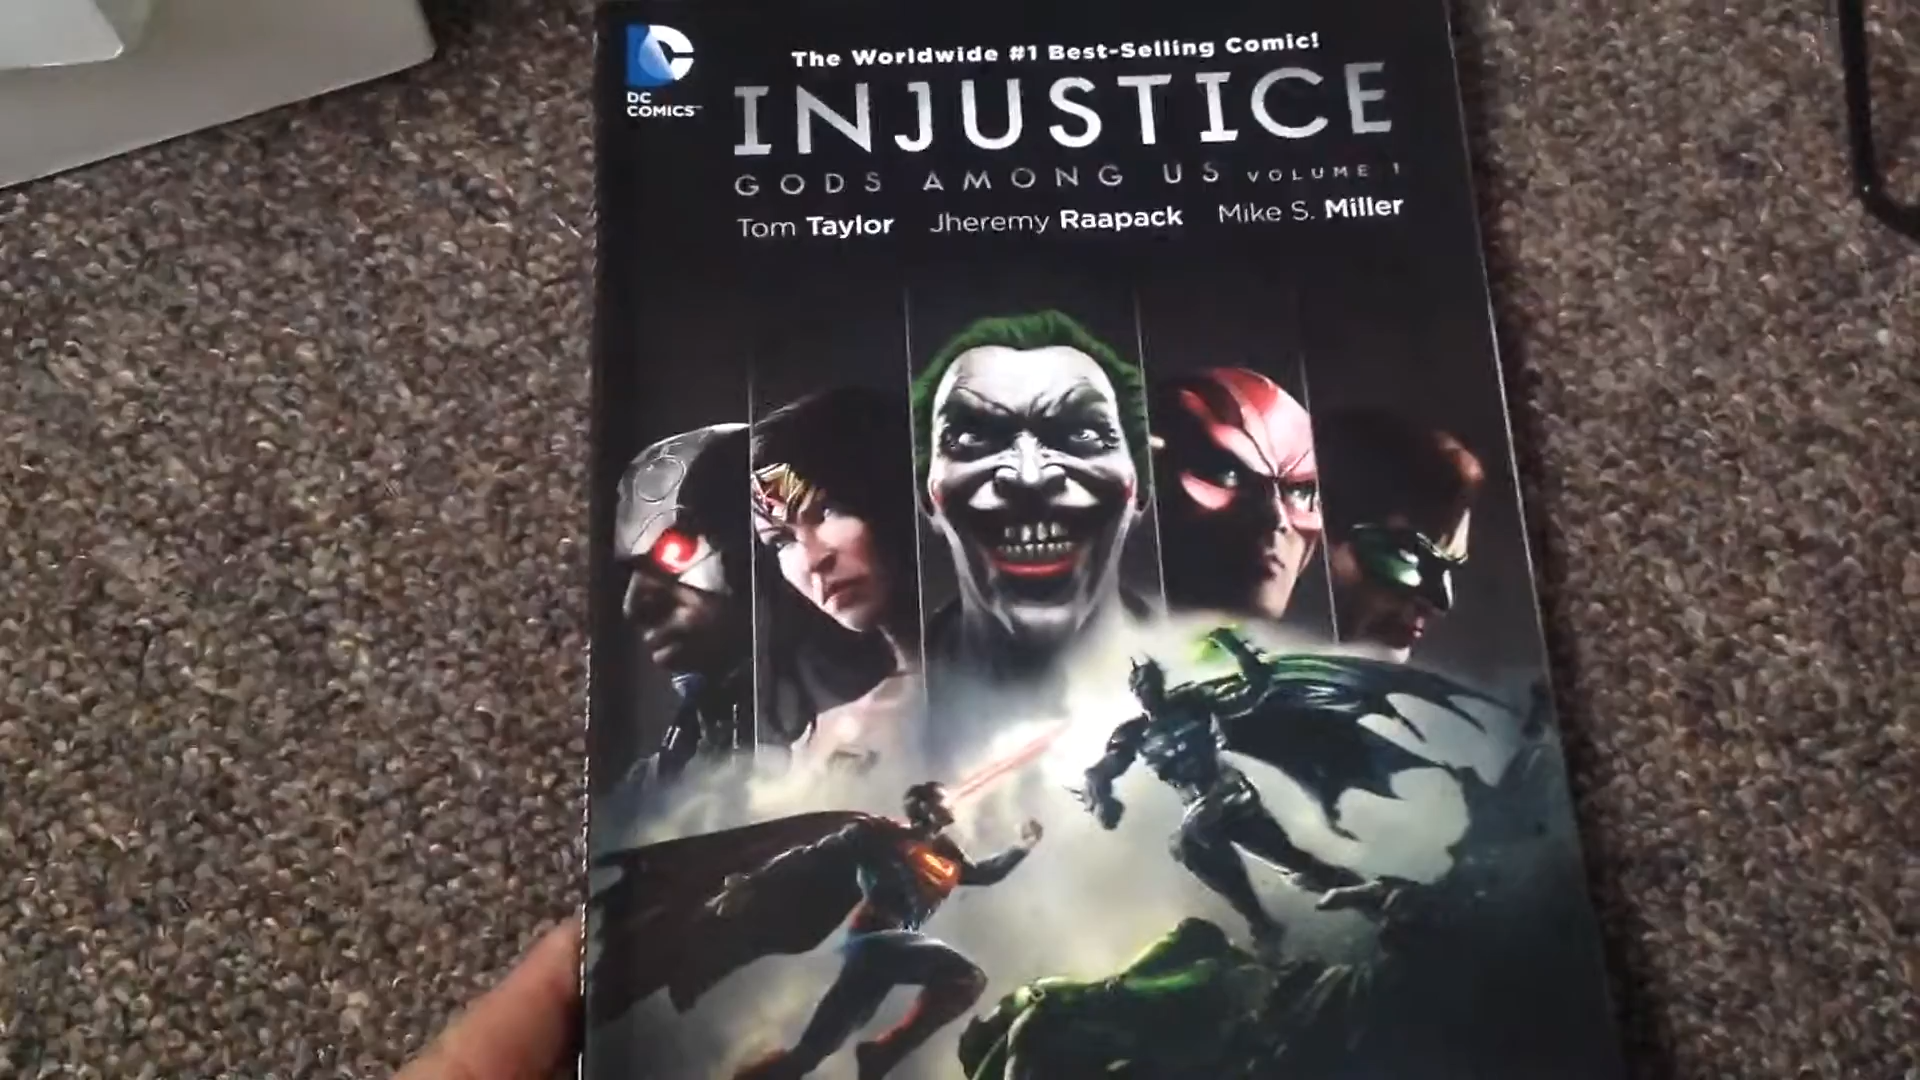 DC
COMICS™
The Worldwide #1 Best-Selling Comic!
INJUSTICE
GODS AMONG US VOLUME 1
Tom Taylor Jheremy Raapack Mike S. Miller